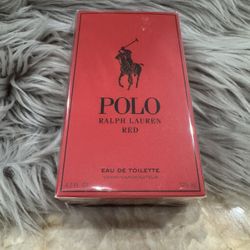 POLO
RALPH LAUREN
RED
EAU DE TOILETTE